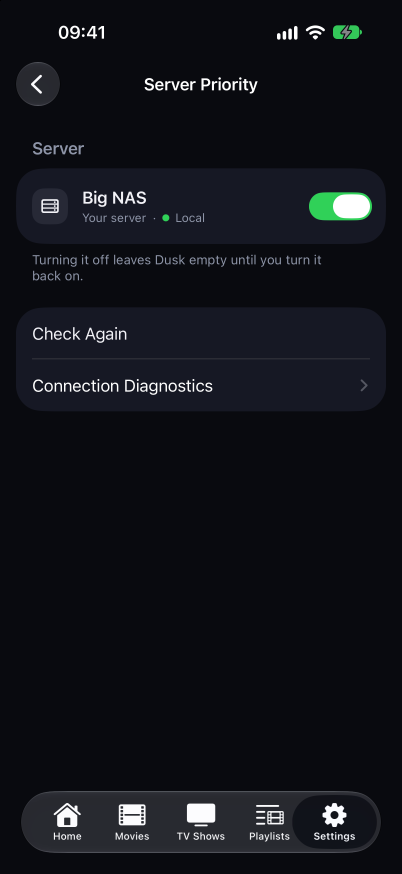 09:41
Server Priority
Server
Big NAS
Your server · Local
Turning it off leaves Dusk empty until you turn it
back on.
Check Again
Connection Diagnostics
Home
Movies
TV Shows
Playlists
Settings